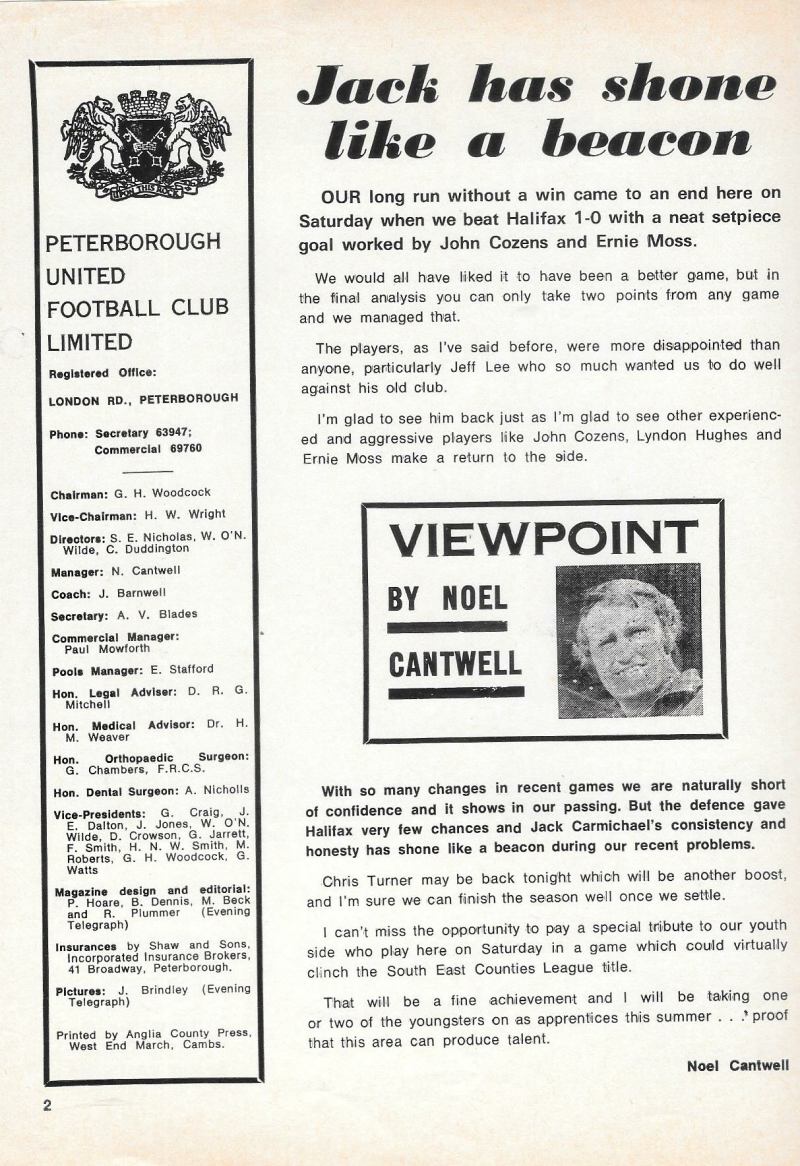 UPON THIS ROCK
PETERBOROUGH
UNITED
FOOTBALL CLUB
LIMITED
Registered Office:
LONDON RD., PETERBOROUGH
Phone: Secretary 63947;
Commercial 69760
Chairman: G. H. Woodcock
Vice-Chairman: H. W. Wright
Directors: S. E. Nicholas, W. O'N.
Wilde, C. Duddington
Manager: N. Cantwell
Coach: J. Barnwell
Secretary: A. V. Blades
Commercial Manager:
Paul Mowforth
Pools Manager: E. Stafford
Hon. Legal Adviser: D. R. G.
Mitchell
Hon. Medical Advisor: Dr. H.
M. Weaver
Hon. Orthopaedic Surgeon:
G. Chambers, F.R.C.S.
Hon. Dental Surgeon: A. Nicholls
Vice-Presidents: G. Craig, J.
E. Dalton, J. Jones, W. O'N.
Wilde, D. Crowson, G. Jarrett,
F. Smith, H. N. W. Smith, M.
Roberts, G. H. Woodcock, G.
Watts
Magazine design and editorial:
P. Hoare, B. Dennis, M. Beck
and R. Plummer (Evening
Telegraph)
Insurances by Shaw and Sons,
Incorporated Insurance Brokers,
41 Broadway, Peterborough.
Pictures: J. Brindley (Evening
Telegraph)
Printed by Anglia County Press,
West End March, Cambs.
2
Jack has shone
like a beacon
OUR long run without a win came to an end here on
Saturday when we beat Halifax 1-0 with a neat setpiece
goal worked by John Cozens and Ernie Moss.
We would all have liked it to have been a better game, but in
the final analysis you can only take two points from any game
and we managed that.
The players, as I've said before, were more disappointed than
anyone, particularly Jeff Lee who so much wanted us to do well
against his old club.
I'm glad to see him back just as I'm glad to see other experienc-
ed and aggressive players like John Cozens, Lyndon Hughes and
Ernie Moss make a return to the side.
VIEWPOINT
BY NOEL
CANTWELL
With so many changes in recent games we are naturally short
of confidence and it shows in our passing. But the defence gave
Halifax very few chances and Jack Carmichael's consistency and
honesty has shone like a beacon during our recent problems.
Chris Turner may be back tonight which will be another boost,
and I'm sure we can finish the season well once we settle.
I can't miss the opportunity to pay a special tribute to our youth
side who play here on Saturday in a game which could virtually
clinch the South East Counties League title.
That will be a fine achievement and I will be taking one
or two of the youngsters on as apprentices this summer . . .' proof
that this area can produce talent.
Noel Cantwell